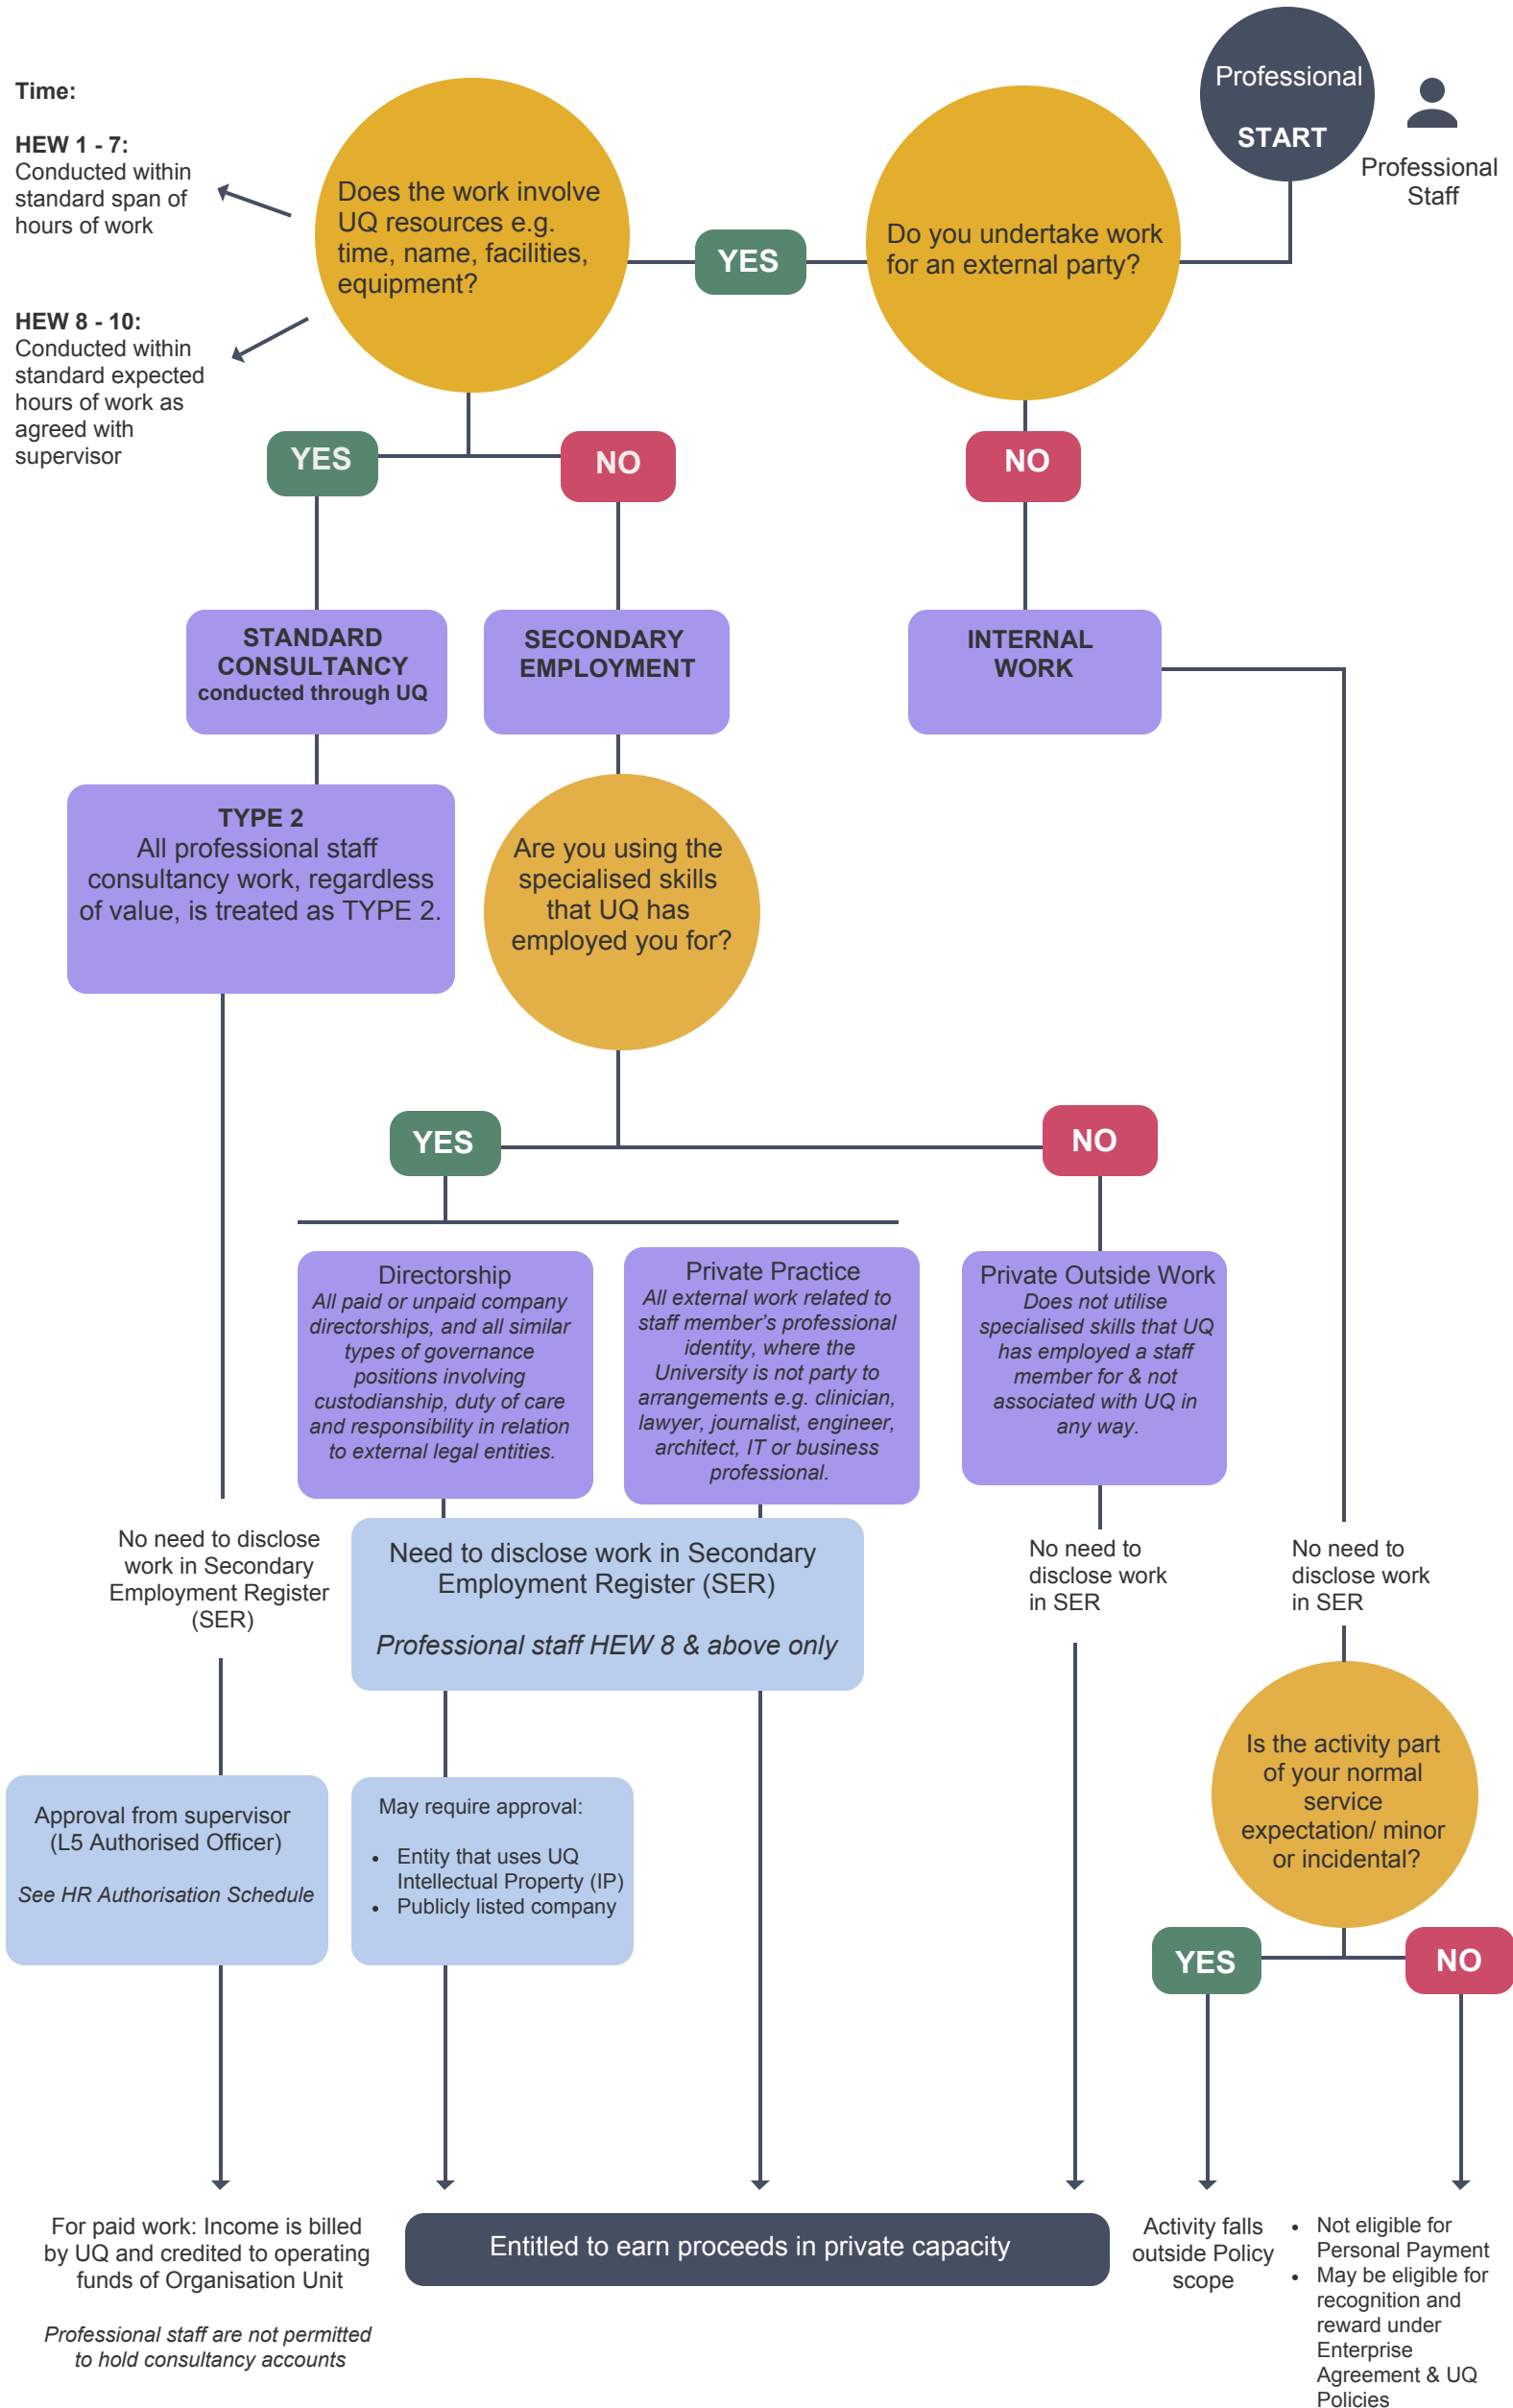 Professional
START
Professional
Staff
Time:
HEW 1 - 7:
Conducted within
standard span of
hours of work
HEW 8 - 10:
Conducted within
standard expected
hours of work as
agreed with
supervisor
Does the work involve
UQ resources e.g.
time, name, facilities,
equipment?
YES
Do you undertake work
for an external party?
YES
NO
NO
STANDARD
CONSULTANCY
conducted through UQ
SECONDARY
EMPLOYMENT
INTERNAL
WORK
TYPE 2
All professional staff
consultancy work, regardless
of value, is treated as TYPE 2.
Are you using the
specialised skills
that UQ has
employed you for?
YES
NO
Directorship
All paid or unpaid company
directorships, and all similar
types of governance
positions involving
custodianship, duty of care
and responsibility in relation
to external legal entities.
Private Practice
All external work related to
staff member's professional
identity, where the
University is not party to
arrangements e.g. clinician,
lawyer, journalist, engineer,
architect, IT or business
professional.
Private Outside Work
Does not utilise
specialised skills that UQ
has employed a staff
member for & not
associated with UQ in
any way.
No need to disclose
work in Secondary
Employment Register
(SER)
Need to disclose work in Secondary
Employment Register (SER)
Professional staff HEW 8 & above only
No need to
disclose work
in SER
No need to
disclose work
in SER
Approval from supervisor
(L5 Authorised Officer)
See HR Authorisation Schedule
May require approval:
• Entity that uses UQ
Intellectual Property (IP)
• Publicly listed company
Is the activity part
of your normal
service
expectation/ minor
or incidental?
YES
NO
For paid work: Income is billed
by UQ and credited to operating
funds of Organisation Unit
Professional staff are not permitted
to hold consultancy accounts
Entitled to earn proceeds in private capacity
Activity falls
outside Policy
scope
• Not eligible for
Personal Payment
• May be eligible for
recognition and
reward under
Enterprise
Agreement & UQ
Policies